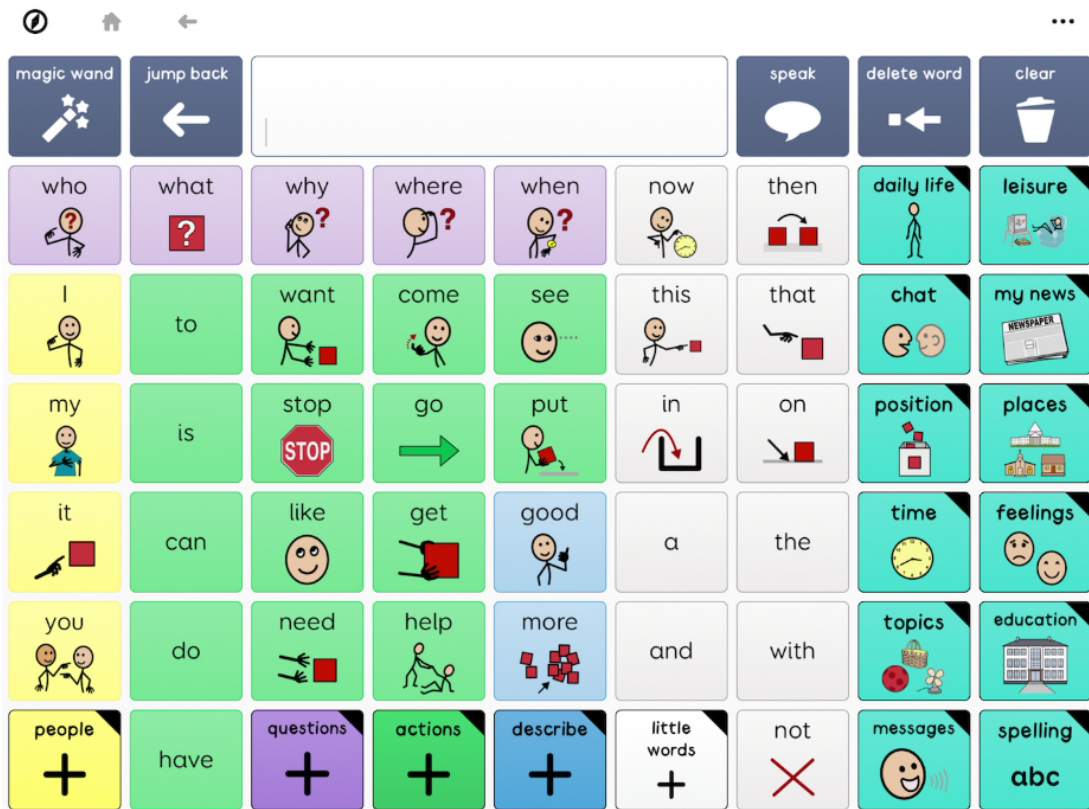 magic wand
jump back
speak
delete word
clear
who
what
why
where
when
now
then
daily life
leisure
I
to
want
come
see
this
that
chat
my news
NEWSPAPER
my
is
stop
STOP
go
put
in
on
position
places
it
can
like
get
good
a
the
time
feelings
you
do
need
help
more
and
with
topics
education
people
have
questions
actions
describe
little
words
not
messages
spelling
abc